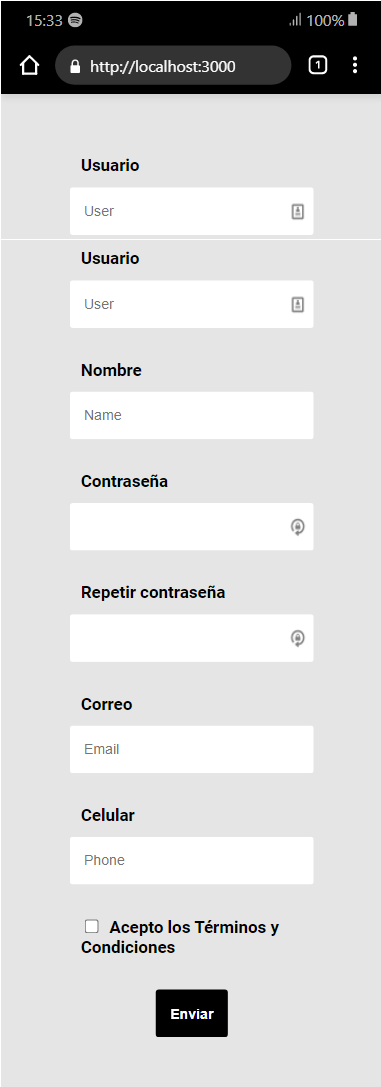 15:33 100%
http://localhost:3000 1
Usuario
User
Usuario
User
Nombre
Name
Contraseña
Repetir contraseña
Correo
Email
Celular
Phone
Acepto los Términos y
Condiciones
Enviar